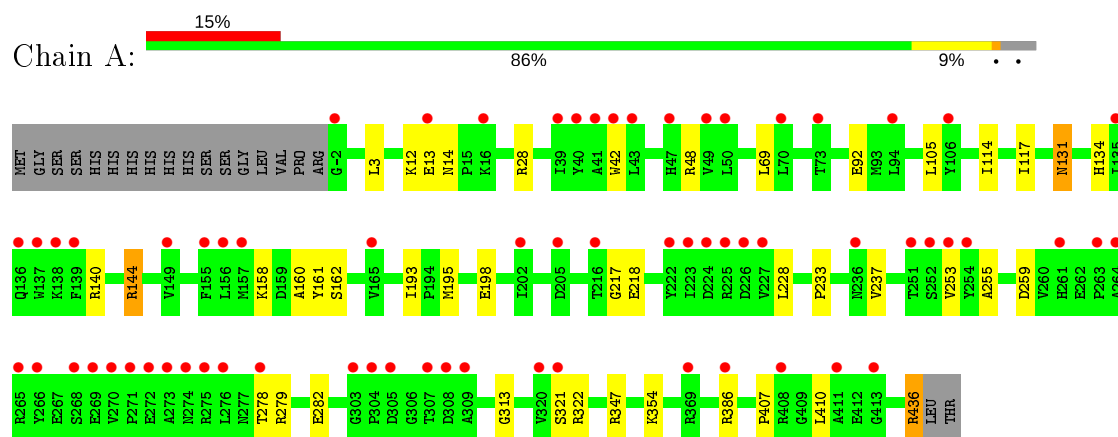 15%
Chain A:
86% 9% • •
MET GLY SER SER HIS HIS HIS HIS HIS HIS SER SER GLY LEU VAL PRO ARG G-2 L3 K12 E13 N14 P15 K16 R28 I39 Y40 A41 W42 L43 H47 R48 V49 L50 L69 L70 T73 E92 M93 L94 L105 Y106 I114 I117 N131 H134 I135
Q136 W137 K138 F139 R140 R144 V149 F155 L156 M157 K158 D159 A160 Y161 S162 V165 I193 P194 M195 E198 I202 D205 T216 G217 E218 Y222 I223 D224 R225 D226 V227 L228 P233 N236 V237 T251 S252 V253 Y254 A255 D259 V260 H261 E262 P263 A264
R265 Y266 E267 S268 E269 V270 P271 E272 A273 N274 R275 L276 N277 T278 R279 E282 G303 P304 D305 G306 T307 D308 A309 G313 V320 S321 R322 R347 K354 R369 R386 P407 R408 G409 L410 A411 E412 G413 R436 LEU THR